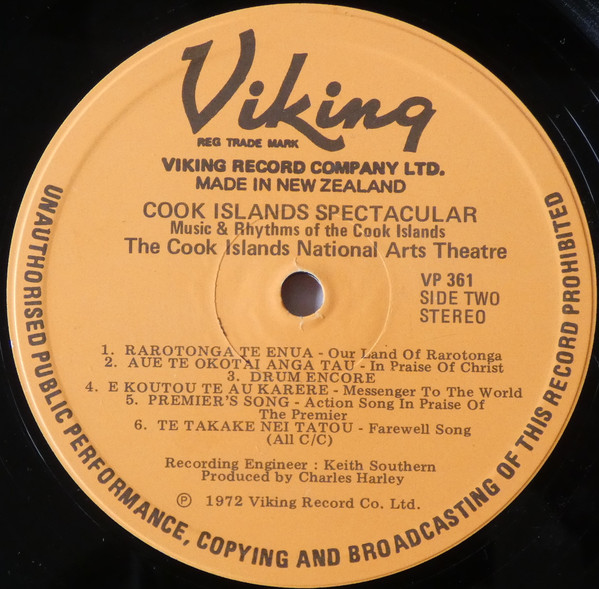 Viking
REG TRADE MARK
VIKING RECORD COMPANY LTD.
MADE IN NEW ZEALAND
COOK ISLANDS SPECTACULAR
Music & Rhythms of the Cook Islands
The Cook Islands National Arts Theatre
VP 361
SIDE TWO
STEREO
1. RAROTONGA TE ENUA - Our Land Of Rarotonga
2. AUE TE OKOTAI ANGA TAU - In Praise Of Christ
3. DRUM ENCORE
4. E KOUTOU TE AU KARERE - Messenger To The World
5. PREMIER'S SONG - Action Song In Praise Of
The Premier
6. TE TAKAKE NEI TATOU - Farewell Song
(All C/C)
Recording Engineer : Keith Southern
Produced by Charles Harley
Ⓟ 1972 Viking Record Co. Ltd.
UNAUTHORISED PUBLIC PERFORMANCE, COPYING AND BROADCASTING OF THIS RECORD PROHIBITED